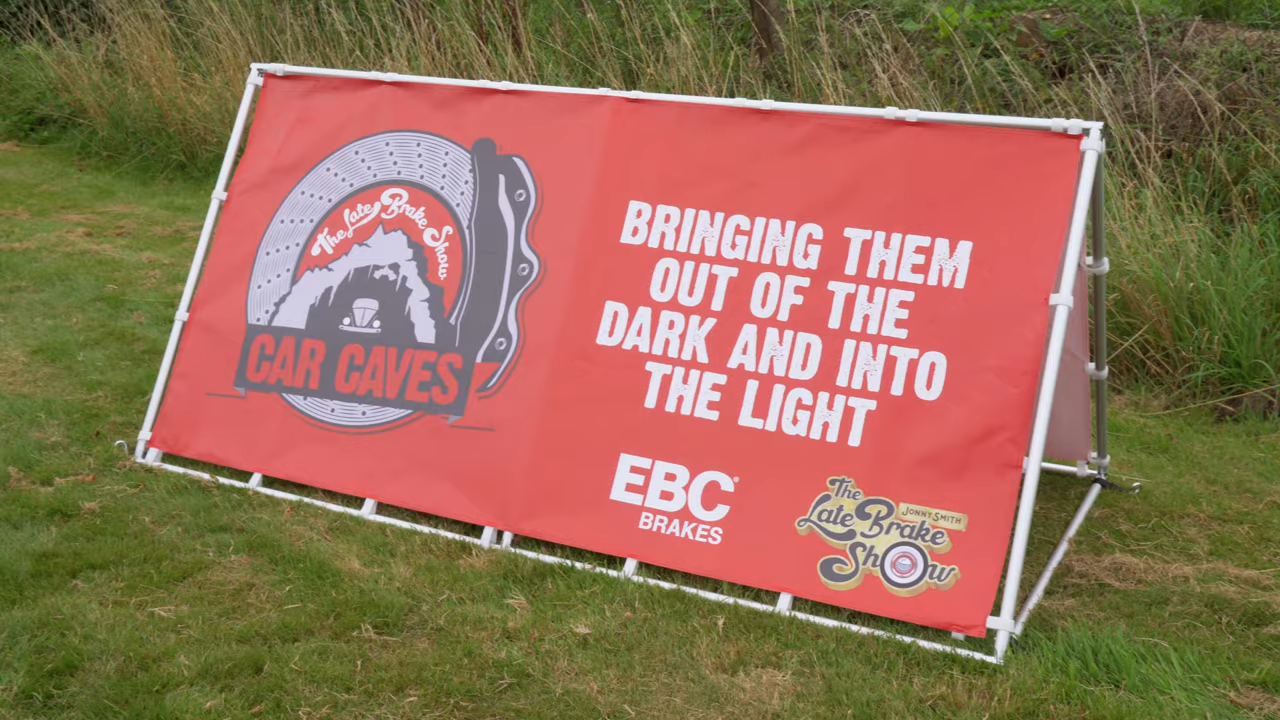 The Late Brake Show
CAR CAVES
BRINGING THEM
OUT OF THE
DARK AND INTO
THE LIGHT
EBC®
BRAKES
The
JONNY SMITH
Late Brake
Show